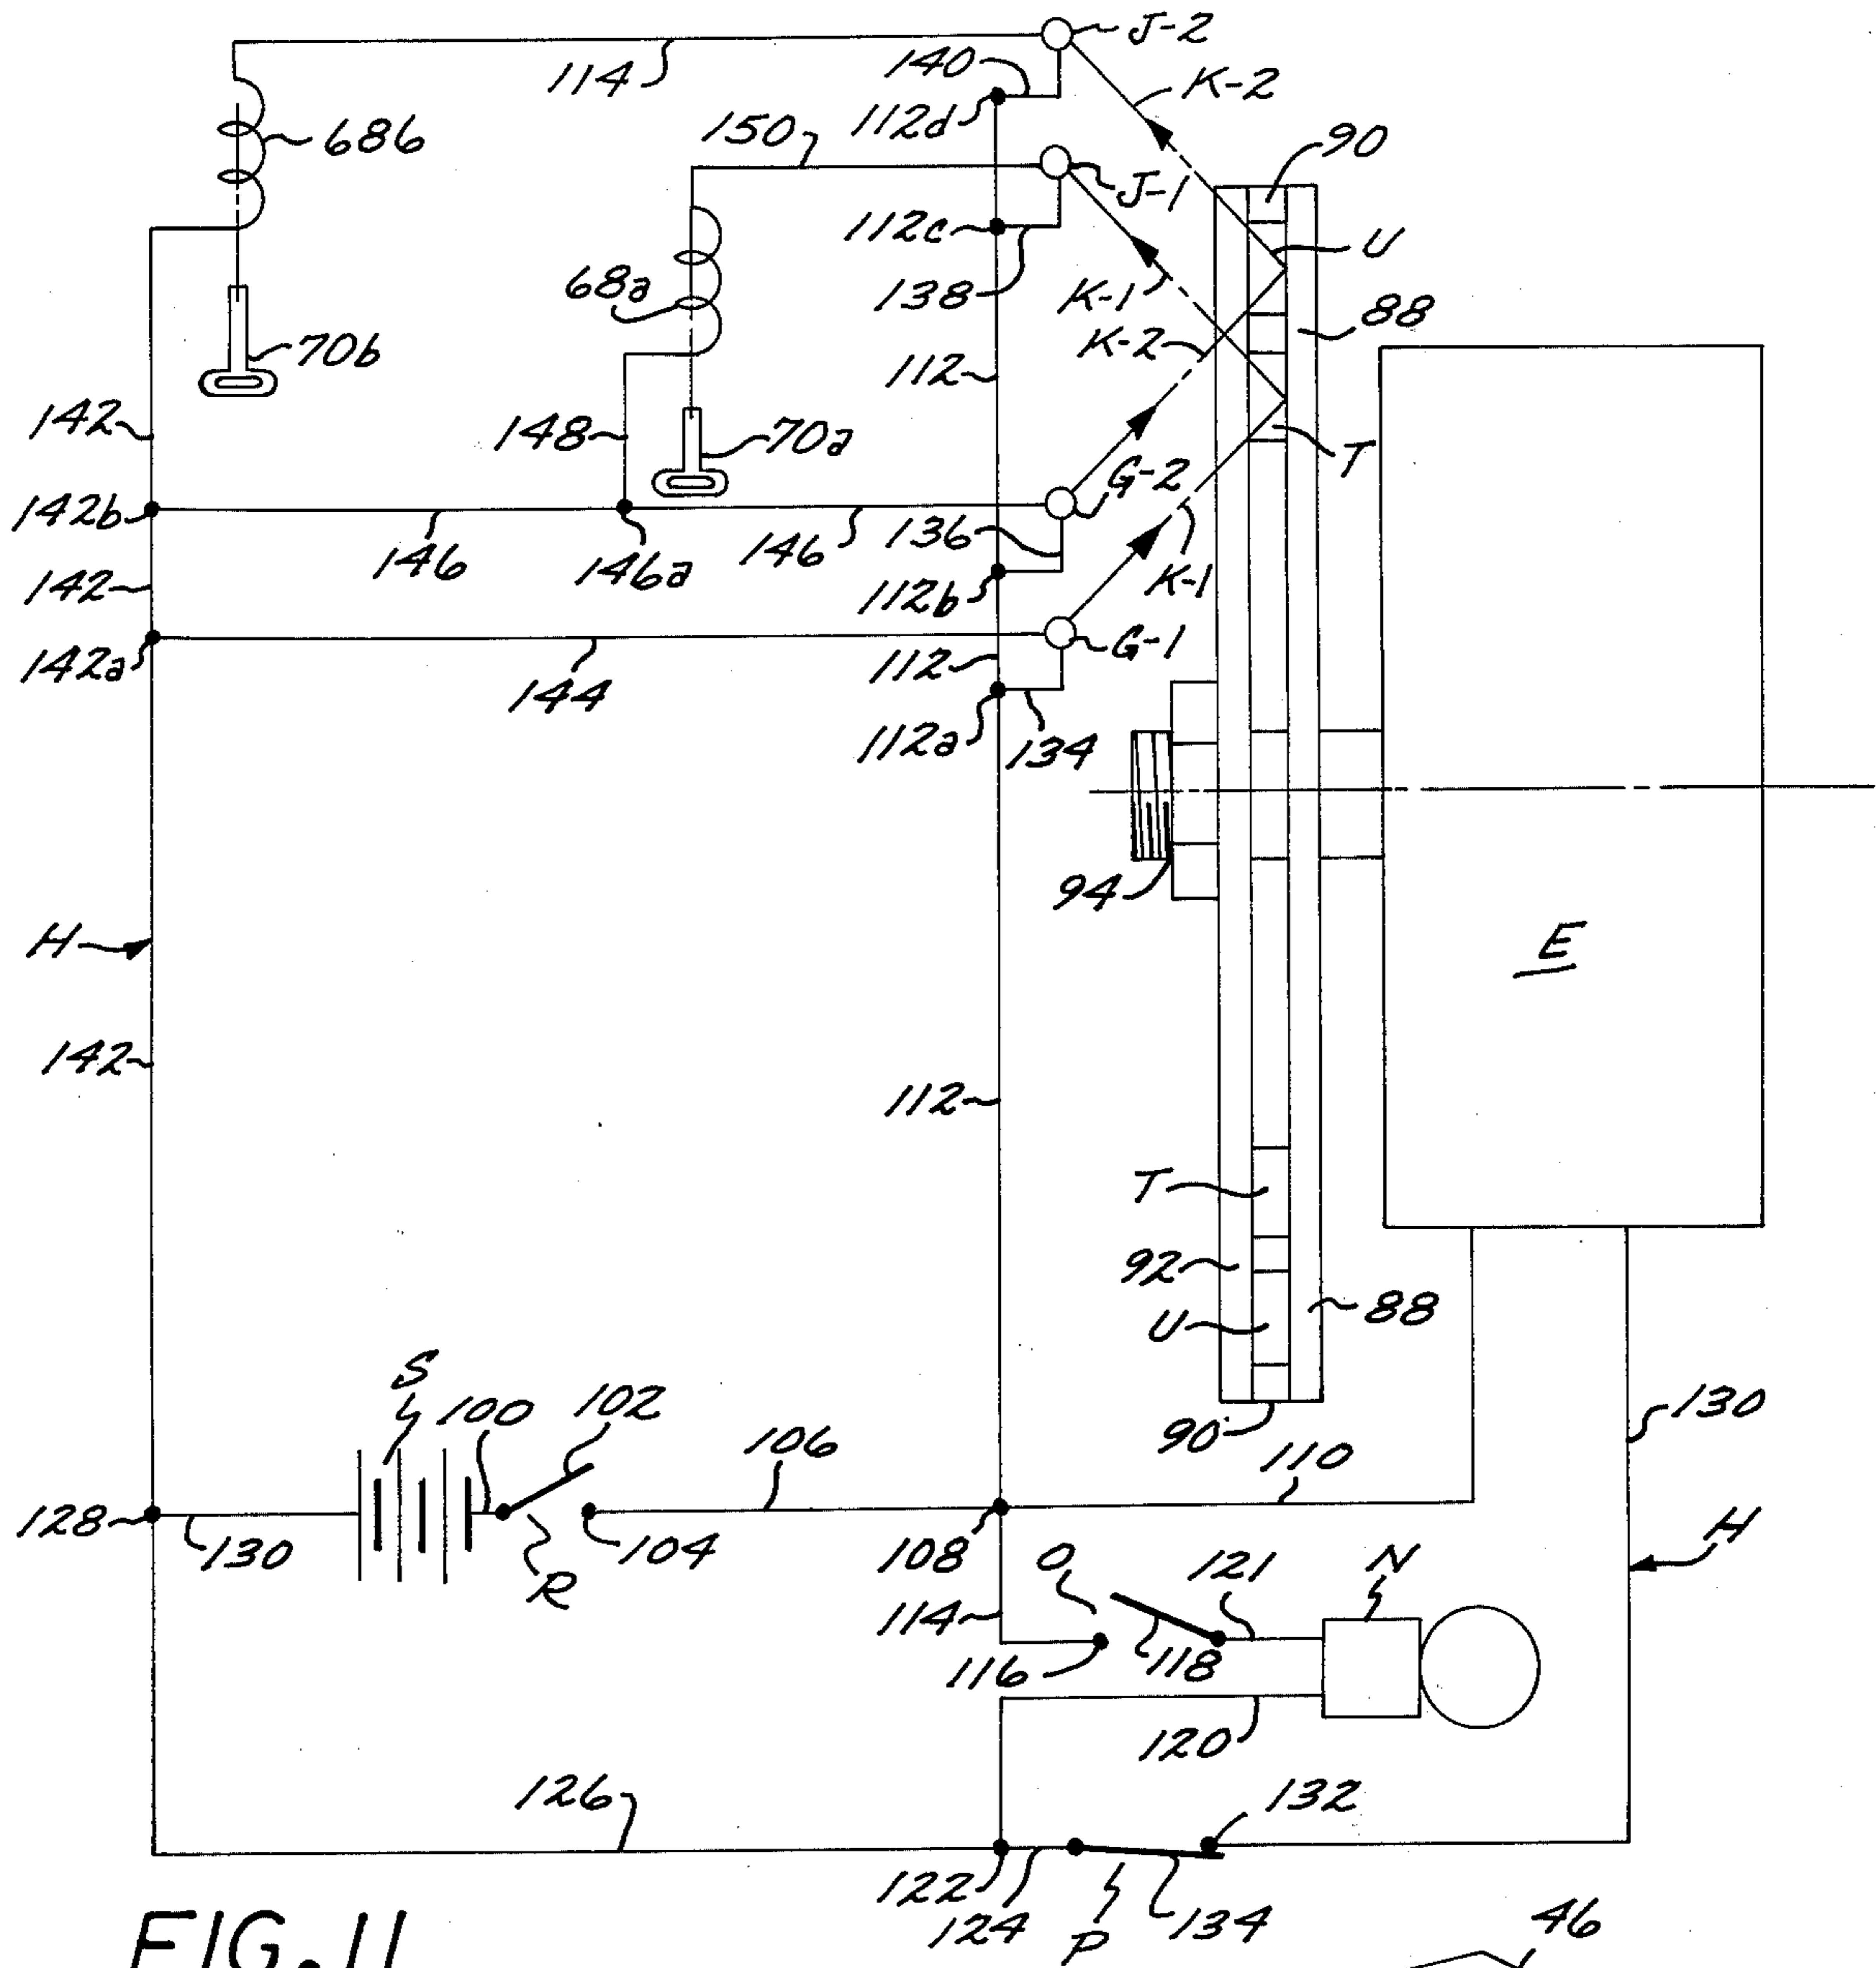 J-2
114
140
K-2
686
112d
150
90
J-1
112c
U
68a
138
K-1
88
K-2
70b
112
142
148
70a
T
G-2
142b
136
146
146a
146
K-1
142
112b
G-1
142a
112
144
112a
134
94
H
E
142
112
T
92
88
U
S
100
102
130
90
106
110
128
130
R
104
108
O
121
N
H
114
116
118
120
126
132
122
124
P
134
46
FIG. 11